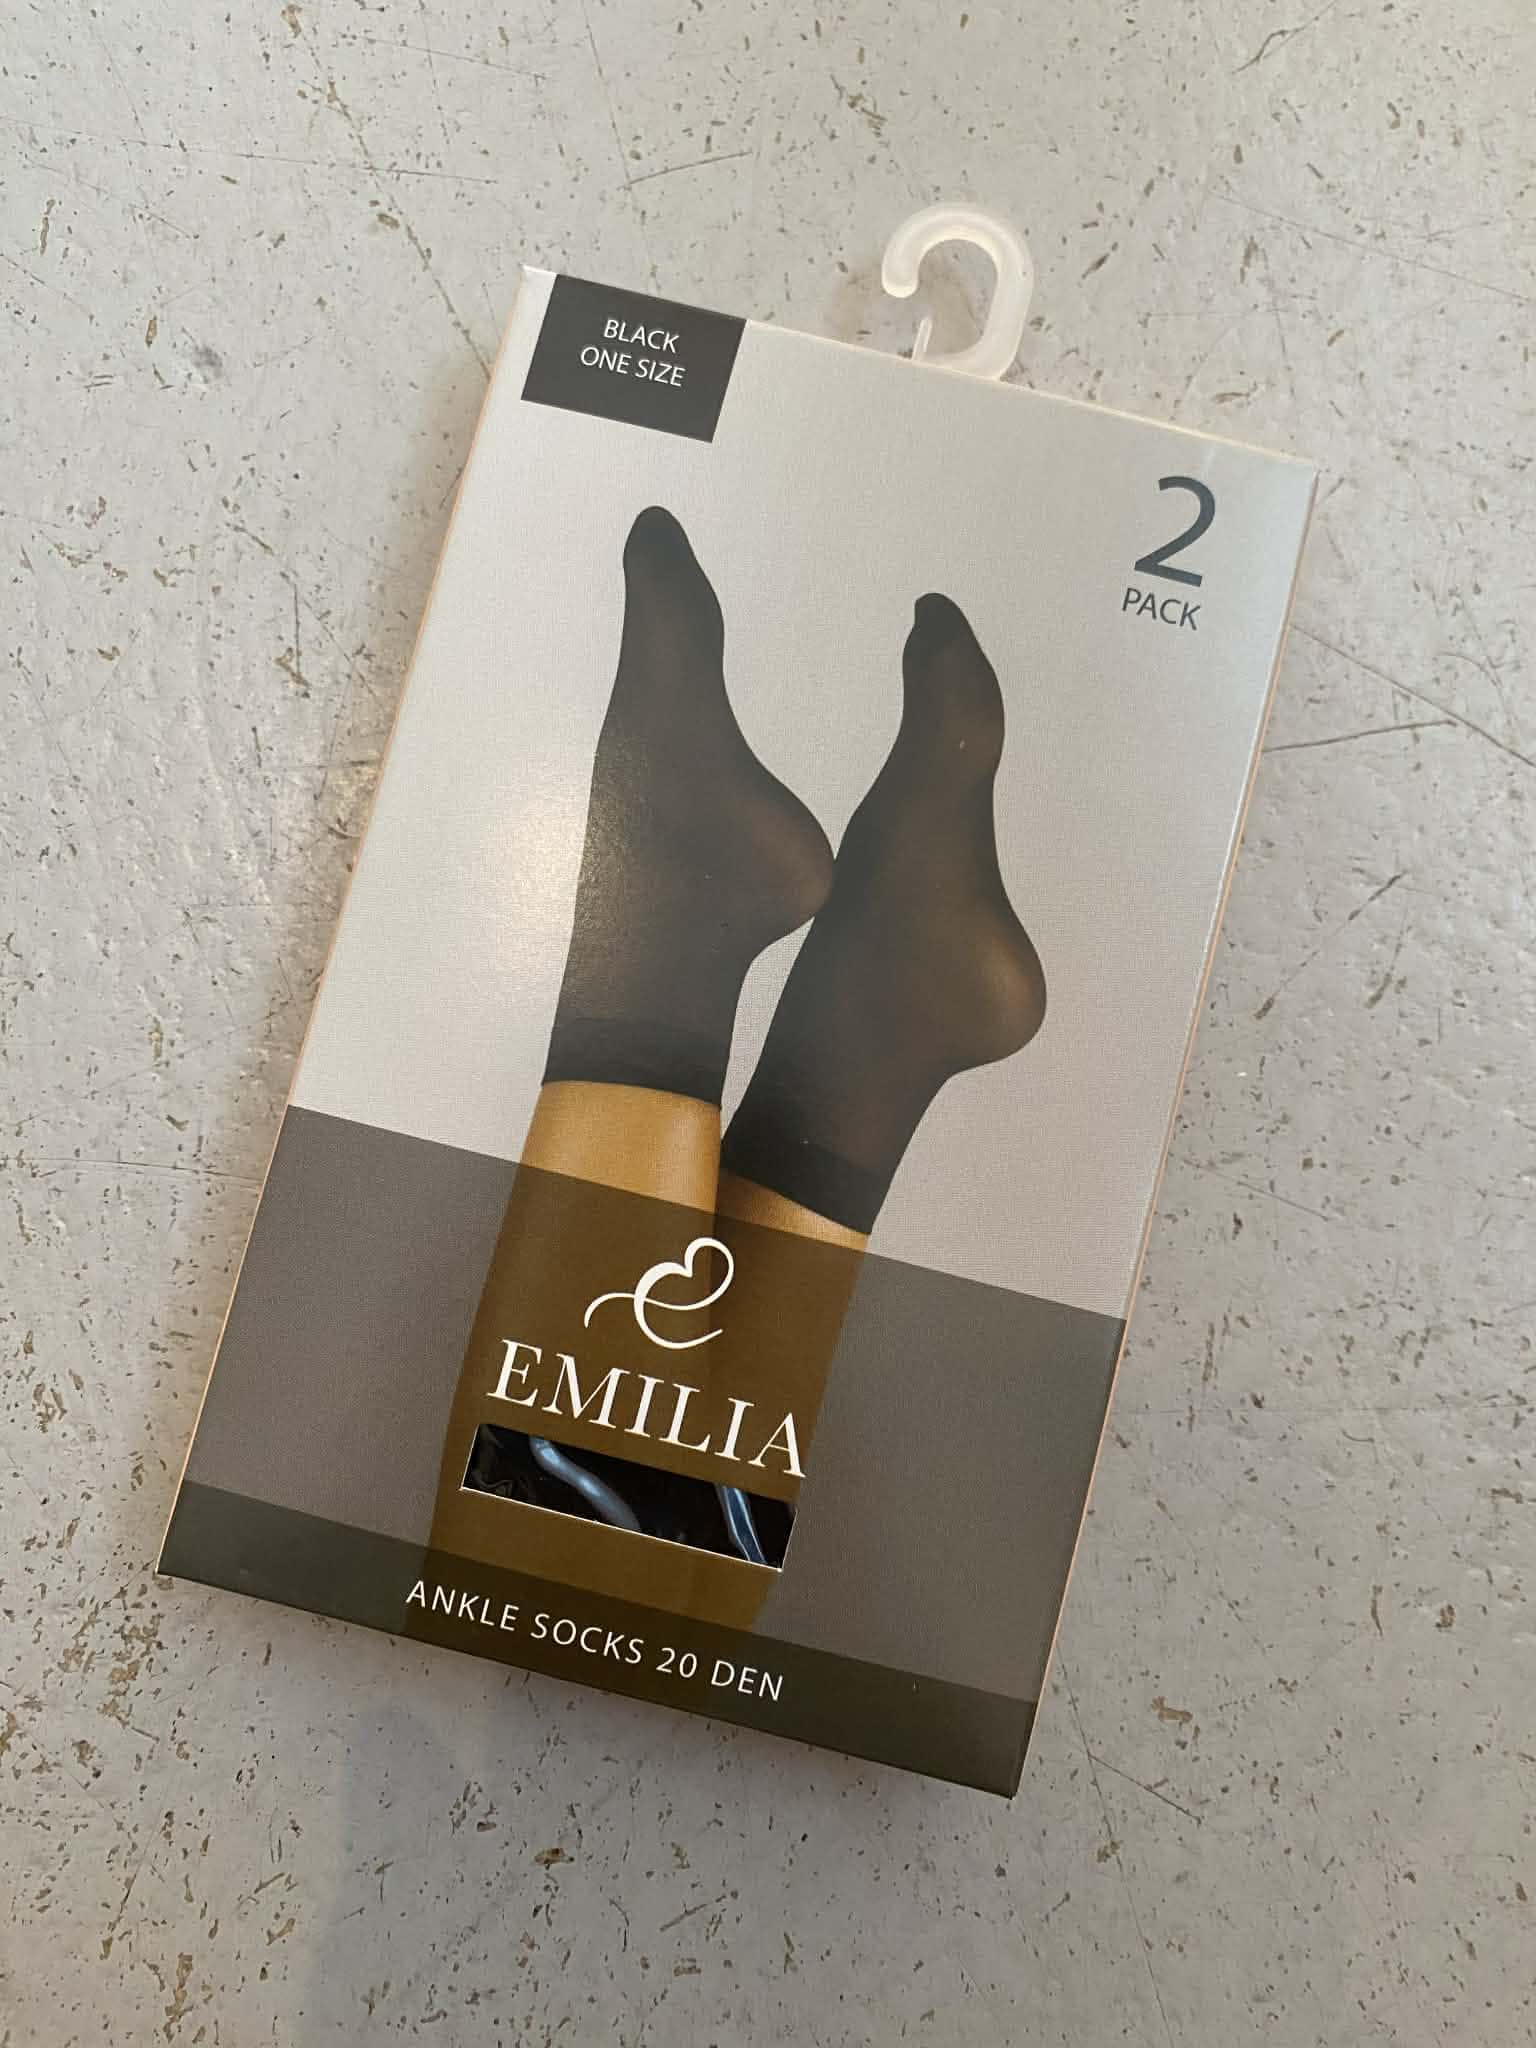 BLACK
ONE SIZE
2
PACK
EMILIA
ANKLE SOCKS 20 DEN